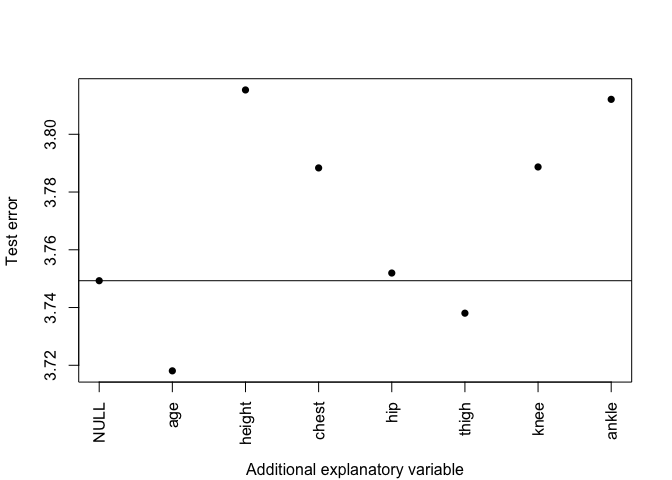 Test error
3.80
3.78
3.76
3.74
3.72
NULL
age
height
chest
hip
thigh
knee
ankle
Additional explanatory variable